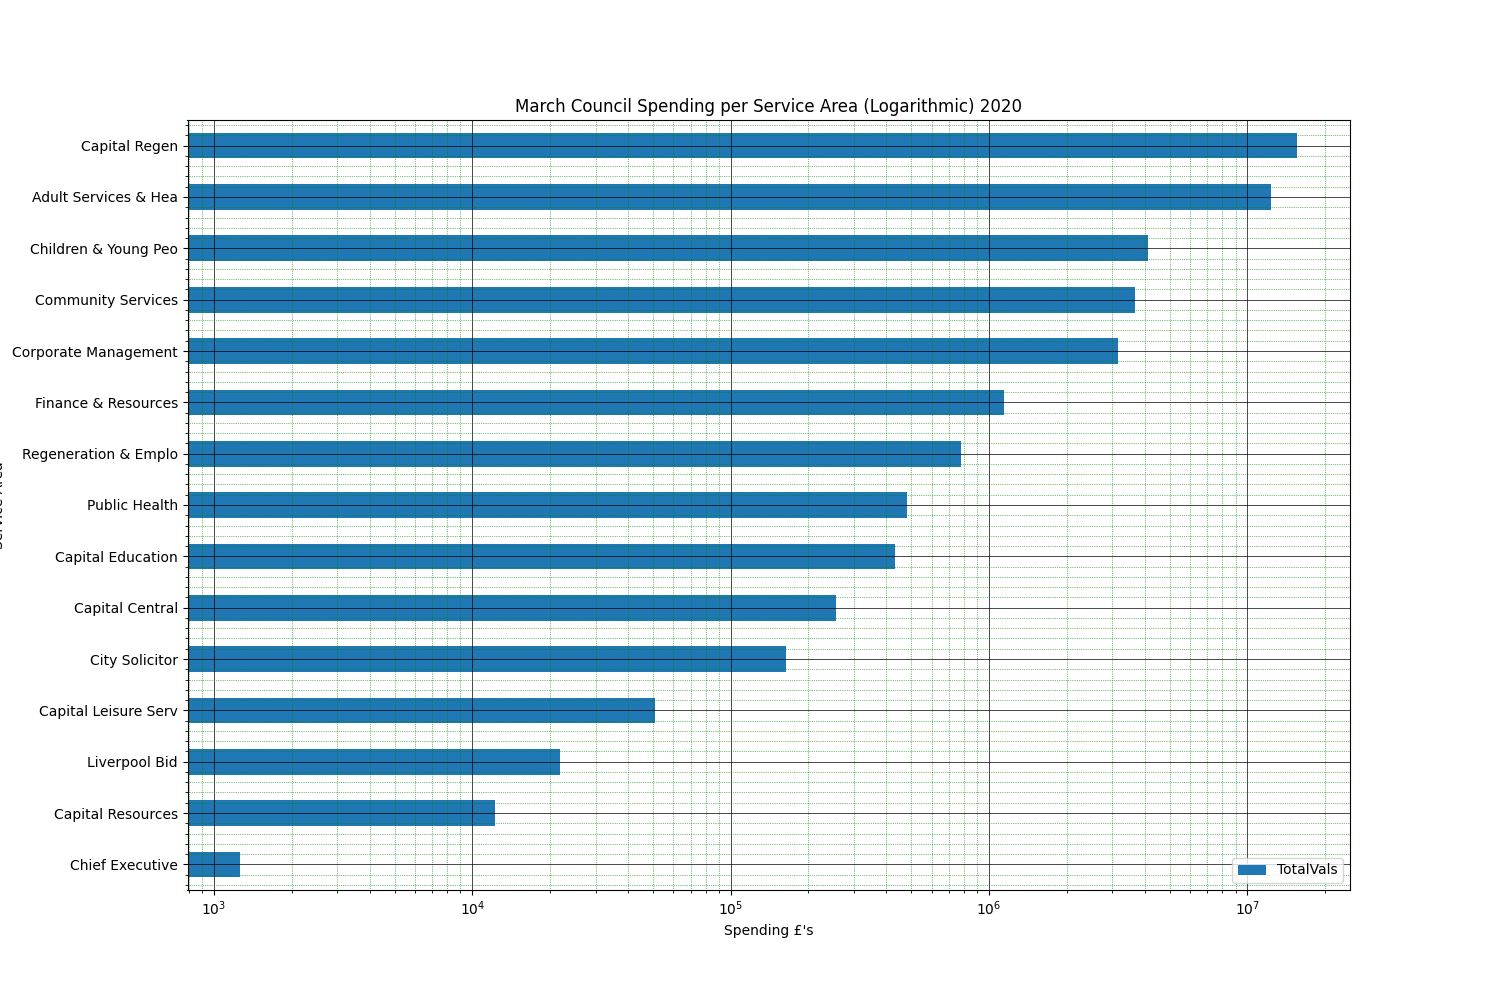 March Council Spending per Service Area (Logarithmic) 2020
Capital Regen
Adult Services & Hea
Children & Young Peo
Community Services
Corporate Management
Finance & Resources
Regeneration & Emplo
Public Health
Capital Education
Capital Central
City Solicitor
Capital Leisure Serv
Liverpool Bid
Capital Resources
Chief Executive
TotalVals
10³ 10⁴ 10⁵ 10⁶ 10⁷
Spending £'s